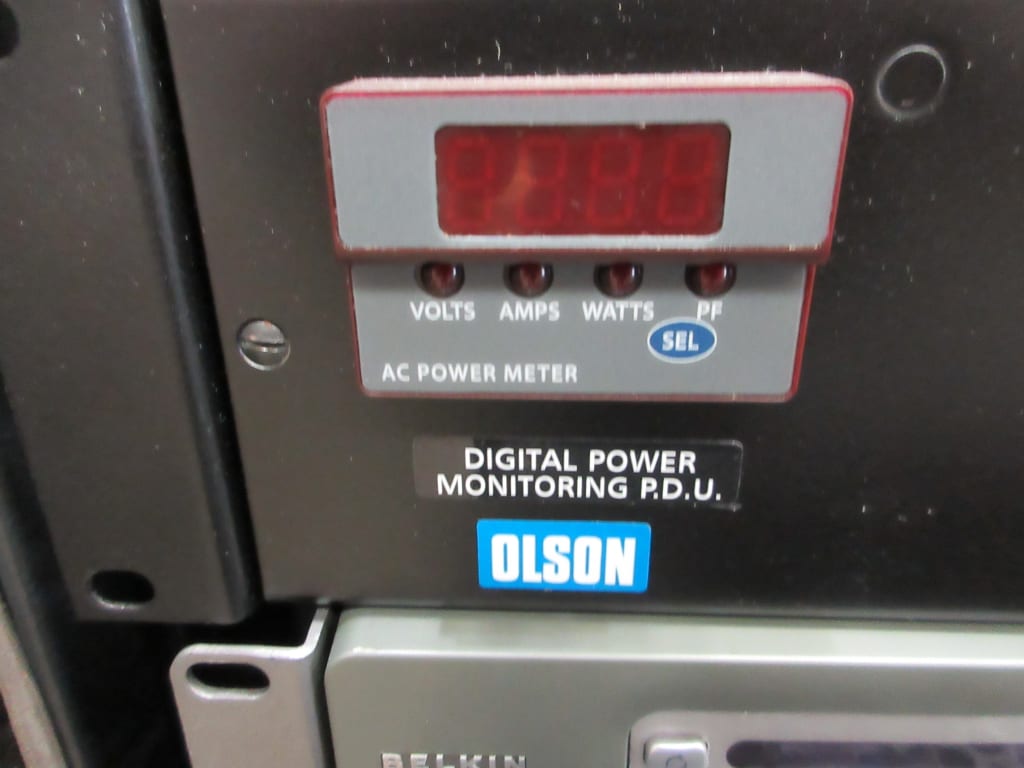 VOLTS AMPS WATTS PF
SEL
AC POWER METER
DIGITAL POWER
MONITORING P.D.U.
OLSON
BELKIN